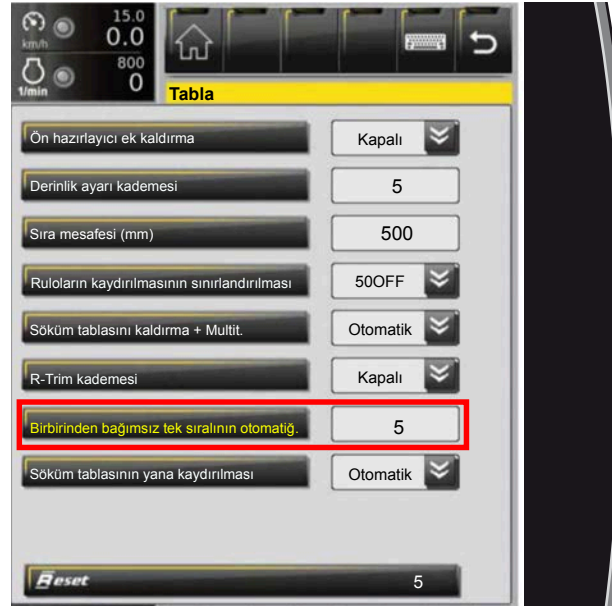 15.0
km/h 0.0
800
1/min 0
Tabla
Ön hazırlayıcı ek kaldırma Kapalı
Derinlik ayarı kademesi 5
Sıra mesafesi (mm) 500
Ruloların kaydırılmasının sınırlandırılması 50OFF
Söküm tablasını kaldırma + Multit. Otomatik
R-Trim kademesi Kapalı
Birbirinden bağımsız tek sıralının otomatiğ. 5
Söküm tablasının yana kaydırılması Otomatik
Reset 5